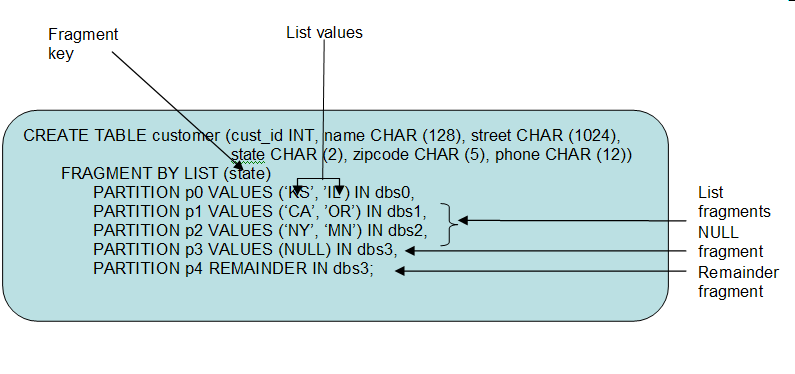 Fragment
key
List values
CREATE TABLE customer (cust_id INT, name CHAR (128), street CHAR (1024),
state CHAR (2), zipcode CHAR (5), phone CHAR (12))
FRAGMENT BY LIST (state)
PARTITION p0 VALUES (‘KS’, ’IL’) IN dbs0,
PARTITION p1 VALUES (‘CA’, ’OR’) IN dbs1,
PARTITION p2 VALUES (‘NY’, ‘MN’) IN dbs2,
PARTITION p3 VALUES (NULL) IN dbs3,
PARTITION p4 REMAINDER IN dbs3;
List
fragments
NULL
fragment
Remainder
fragment